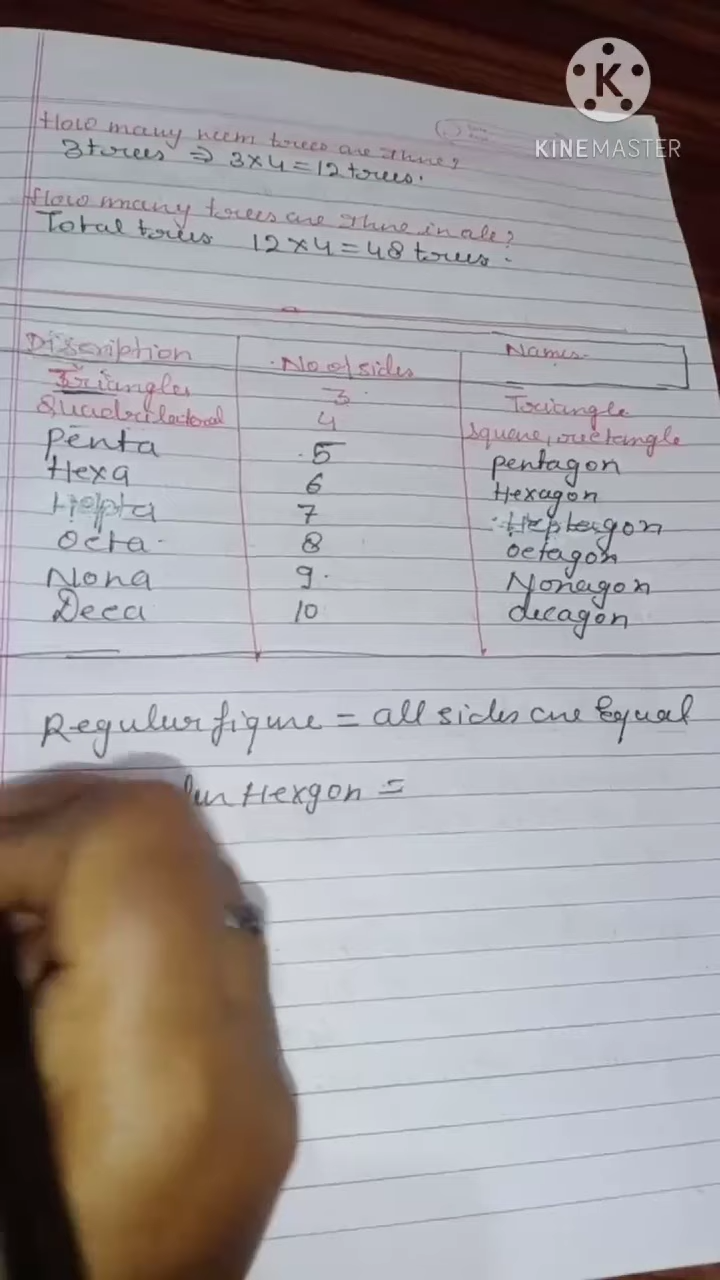 K
KINEMASTER
How many neem trees are there?
3 trees ⇒ 3×4=12 trees.
How many trees are there in all?
Total trees 12×4=48 trees.
Discription No of sides Names
Triangles 3 Triangle
Quadrilateral 4 Square, rectangle
Penta 5 pentagon
Hexa 6 Hexagon
Hepta 7 Heptagon
Octa 8 octagon
Nona 9 Nonagon
Deca 10 decagon
Regular figure = all sides are Equal
Hexgon =